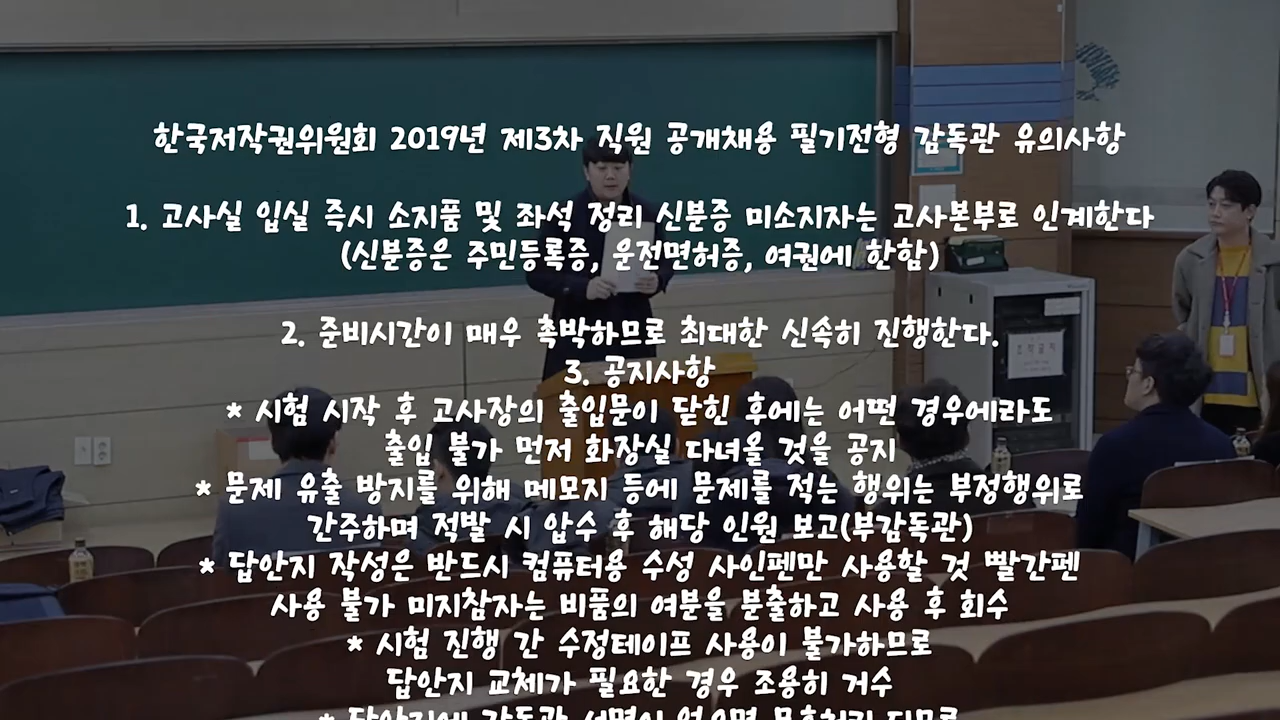 한국저작권위원회 2019년 제3차 직원 공개채용 필기전형 감독관 유의사항
1. 고사실 입실 즉시 소지품 및 좌석 정리 신분증 미소지자는 고사본부로 인계한다
(신분증은 주민등록증, 운전면허증, 여권에 한함)
2. 준비시간이 매우 촉박하므로 최대한 신속히 진행한다.
3. 공지사항
* 시험 시작 후 고사장의 출입문이 닫힌 후에는 어떤 경우에라도
출입 불가 먼저 화장실 다녀올 것을 공지
* 문제 유출 방지를 위해 메모지 등에 문제를 적는 행위는 부정행위로
간주하며 적발 시 압수 후 해당 인원 보고(부감독관)
* 답안지 작성은 반드시 컴퓨터용 수성 사인펜만 사용할 것 빨간펜
사용 불가 미지참자는 비품의 여분을 분출하고 사용 후 회수
* 시험 진행 간 수정테이프 사용이 불가하므로
답안지 교체가 필요한 경우 조용히 거수